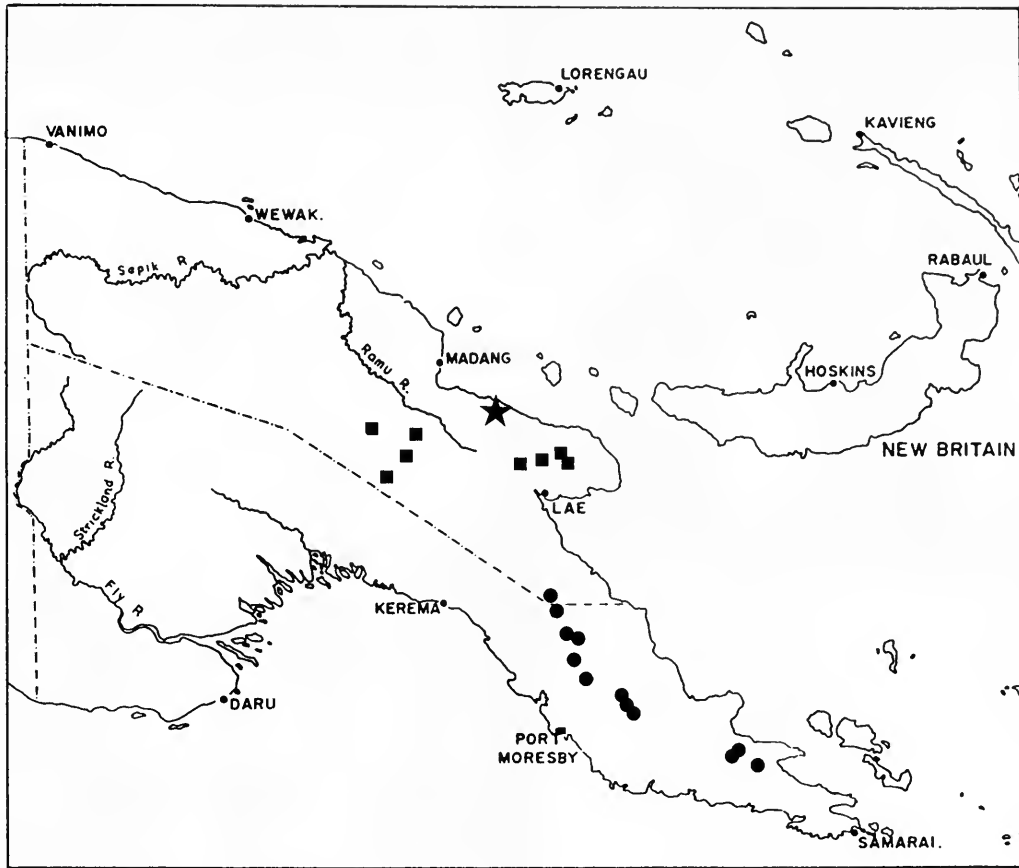 LORENGAU
KAVIENG
VANIMO
WEWAK.
Sepik R
RABAUL
Ramu R.
MADANG
HOSKINS
NEW BRITAIN
LAE
Strickland R.
Fly R
KEREMA
DARU
PORT
MORESBY
SAMARAI.